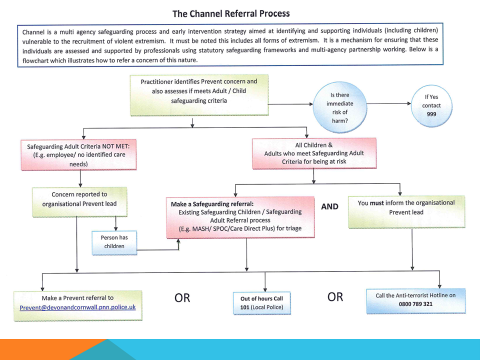 The Channel Referral Process
Channel is a multi agency safeguarding process and early intervention strategy aimed at identifying and supporting individuals (including children)
vulnerable to the recruitment of violent extremism. It must be noted this includes all forms of extremism. It is a mechanism for ensuring that these
individuals are assessed and supported by professionals using statutory safeguarding frameworks and multi-agency partnership working. Below is a
flowchart which illustrates how to refer a concern of this nature.
Practitioner identifies Prevent concern and
also assesses if meets Adult / Child
safeguarding criteria
Is there
immediate
risk of
harm?
If Yes
contact
999
Safeguarding Adult Criteria NOT MET:
(E.g. employee/ no identified care
needs)
All Children &
Adults who meet Safeguarding Adult
Criteria for being at risk
Concern reported to
organisational Prevent lead
Person has
children
Make a Safeguarding referral:
Existing Safeguarding Children / Safeguarding
Adult Referral process
(E.g. MASH/ SPOC/Care Direct Plus) for triage
AND
You must inform the organisational
Prevent lead
Make a Prevent referral to
Prevent@devonandcornwall.pnn.police.uk
OR
Out of hours Call
101 (Local Police)
OR
Call the Anti-terrorist Hotline on
0800 789 321